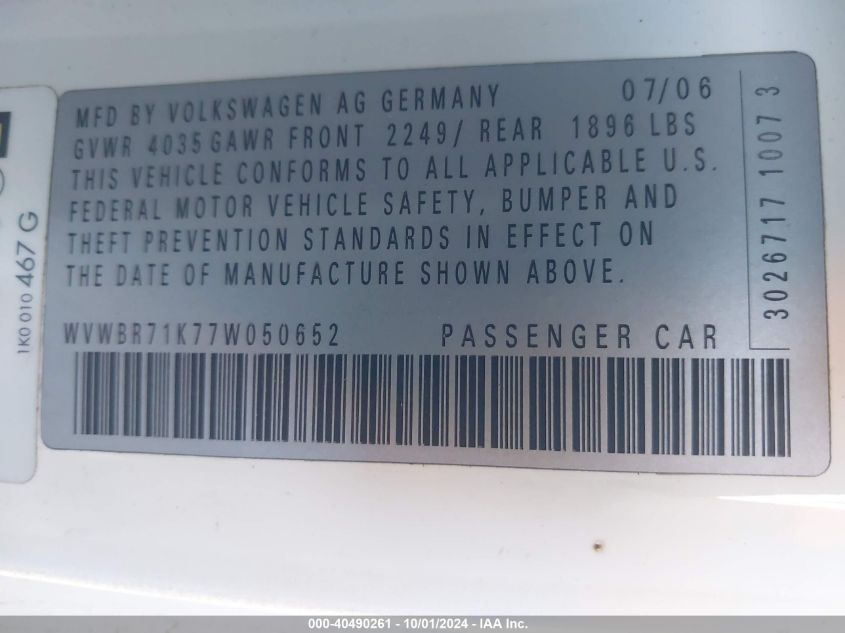 MFD BY VOLKSWAGEN AG GERMANY 07/06
GVWR 4035 GAWR FRONT 2249/ REAR 1896 LBS
THIS VEHICLE CONFORMS TO ALL APPLICABLE U.S.
FEDERAL MOTOR VEHICLE SAFETY, BUMPER AND
THEFT PREVENTION STANDARDS IN EFFECT ON
THE DATE OF MANUFACTURE SHOWN ABOVE.
WVWBR71K77W050652 PASSENGER CAR
3026717 1007 3
1K0 010 467 G
000-40490261 - 10/01/2024 - IAA Inc.